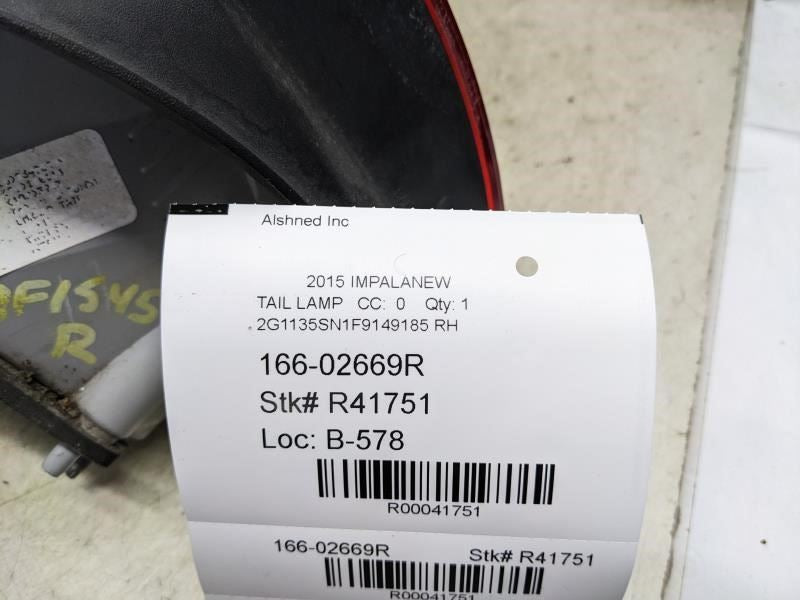 Alshned Inc
2015 IMPALANEW
TAIL LAMP CC: 0 Qty: 1
2G1135SN1F9149185 RH
166-02669R
Stk# R41751
Loc: B-578
R00041751
166-02669R Stk# R41751
R00041751
R